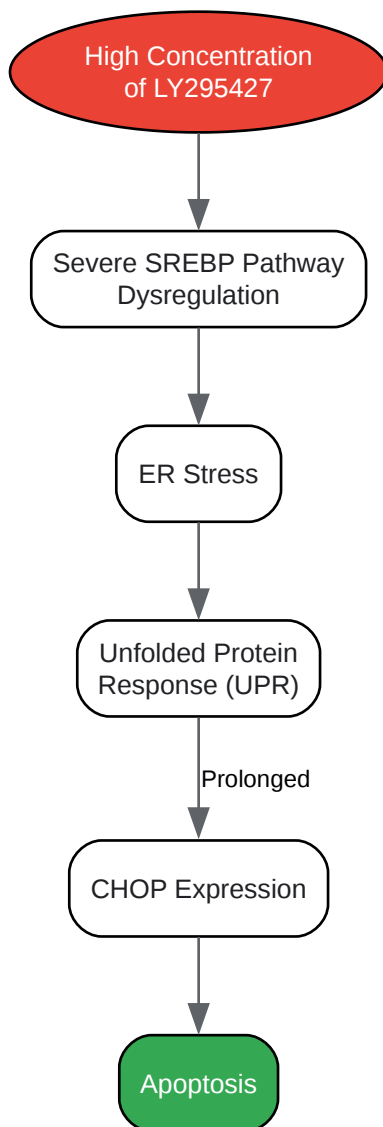 High Concentration
of LY295427
Severe SREBP Pathway
Dysregulation
ER Stress
Unfolded Protein
Response (UPR)
Prolonged
CHOP Expression
Apoptosis